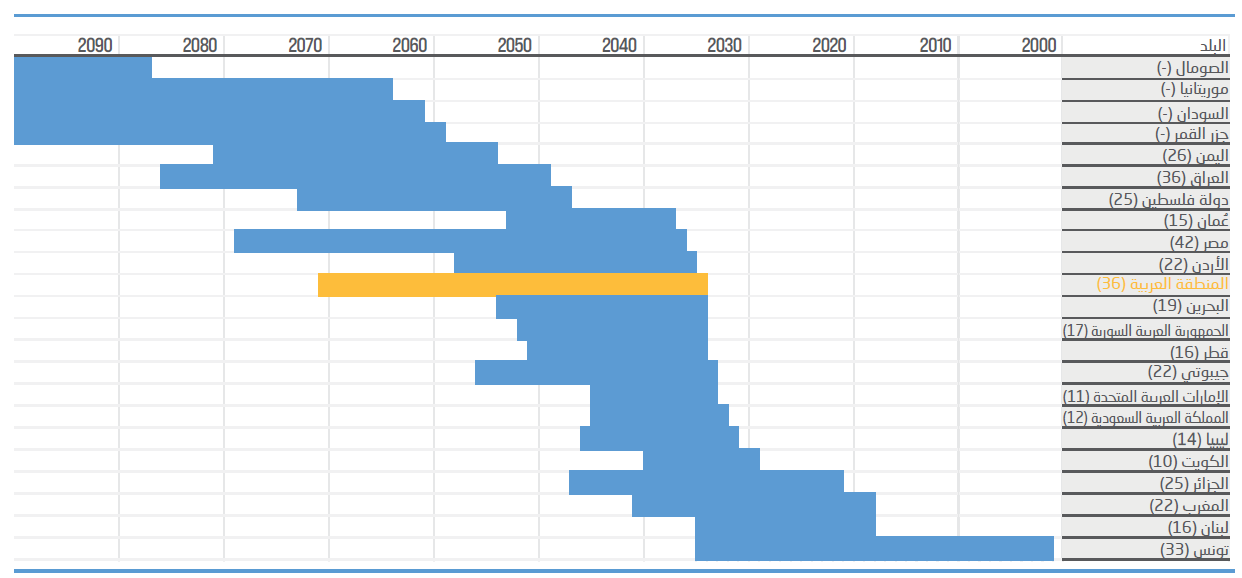 البلد 2000 2010 2020 2030 2040 2050 2060 2070 2080 2090
الصومال (-)
موريتانيا (-)
السودان (-)
جزر القمر (-)
اليمن (26)
العراق (36)
دولة فلسطين (25)
عُمان (15)
مصر (42)
الأردن (22)
المنطقة العربية (36)
البحرين (19)
الجمهورية العربية السورية (17)
قطر (16)
جيبوتي (22)
الإمارات العربية المتحدة (11)
المملكة العربية السعودية (12)
ليبيا (14)
الكويت (10)
الجزائر (25)
المغرب (22)
لبنان (16)
تونس (33)